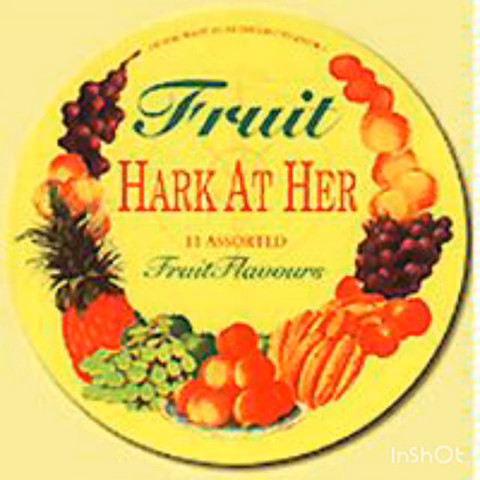 Fruit
HARK AT HER
11 ASSORTED
Fruit Flavours
InShOt